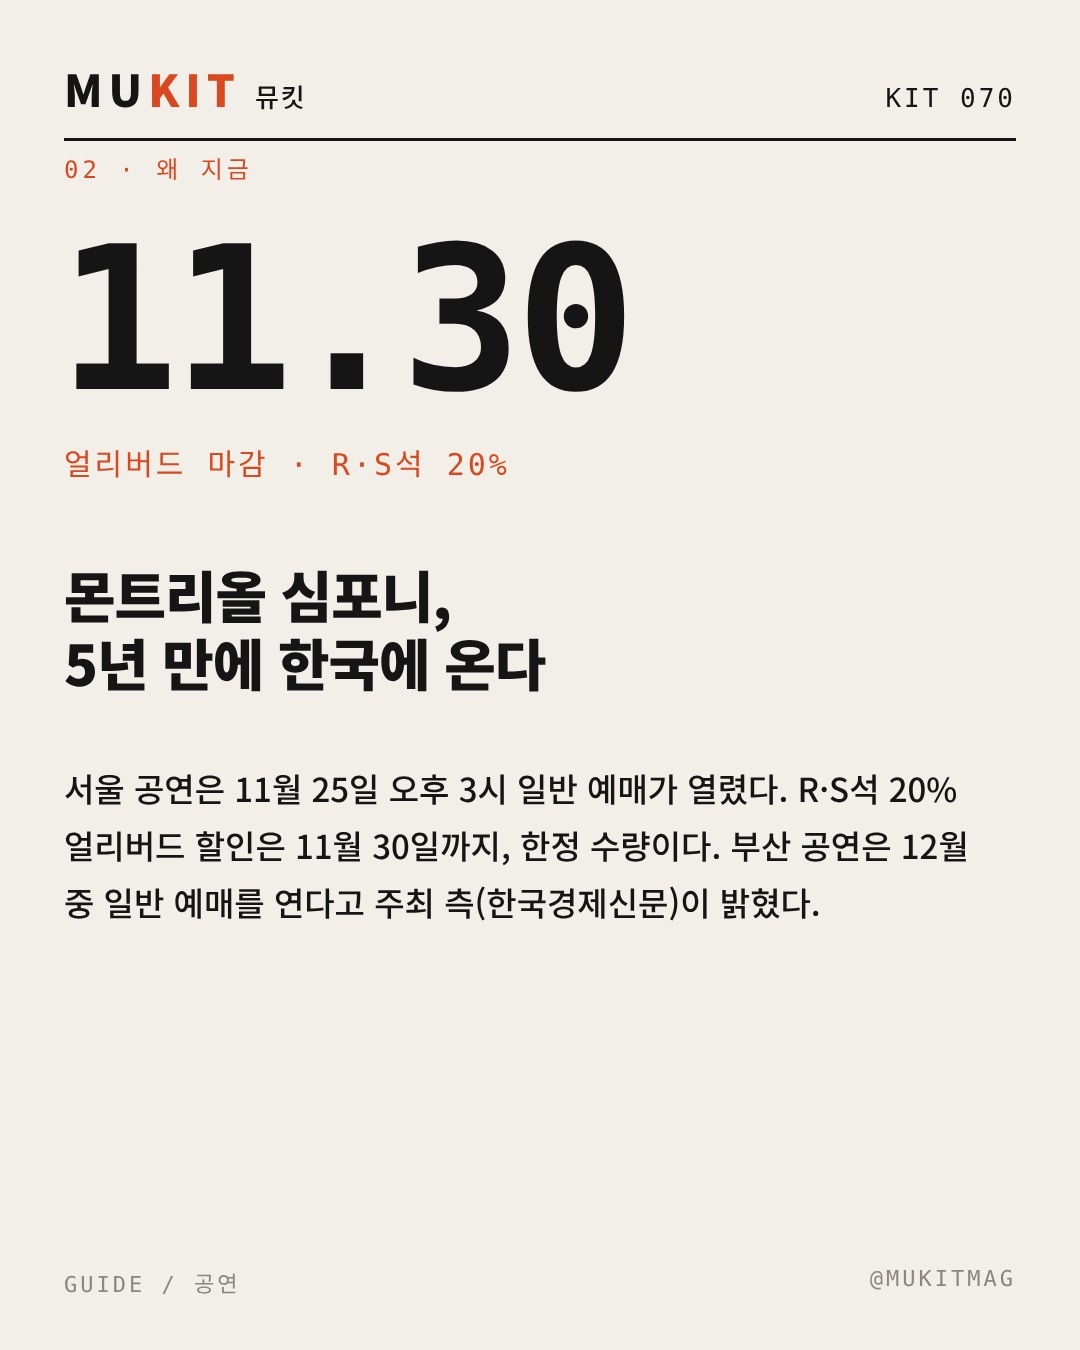 MUKIT 뮤킷
KIT 070
02 · 왜 지금
11.30
얼리버드 마감 · R·S석 20%
몬트리올 심포니,
5년 만에 한국에 온다
서울 공연은 11월 25일 오후 3시 일반 예매가 열렸다. R·S석 20%
얼리버드 할인은 11월 30일까지, 한정 수량이다. 부산 공연은 12월
중 일반 예매를 연다고 주최 측(한국경제신문)이 밝혔다.
GUIDE / 공연
@MUKITMAG